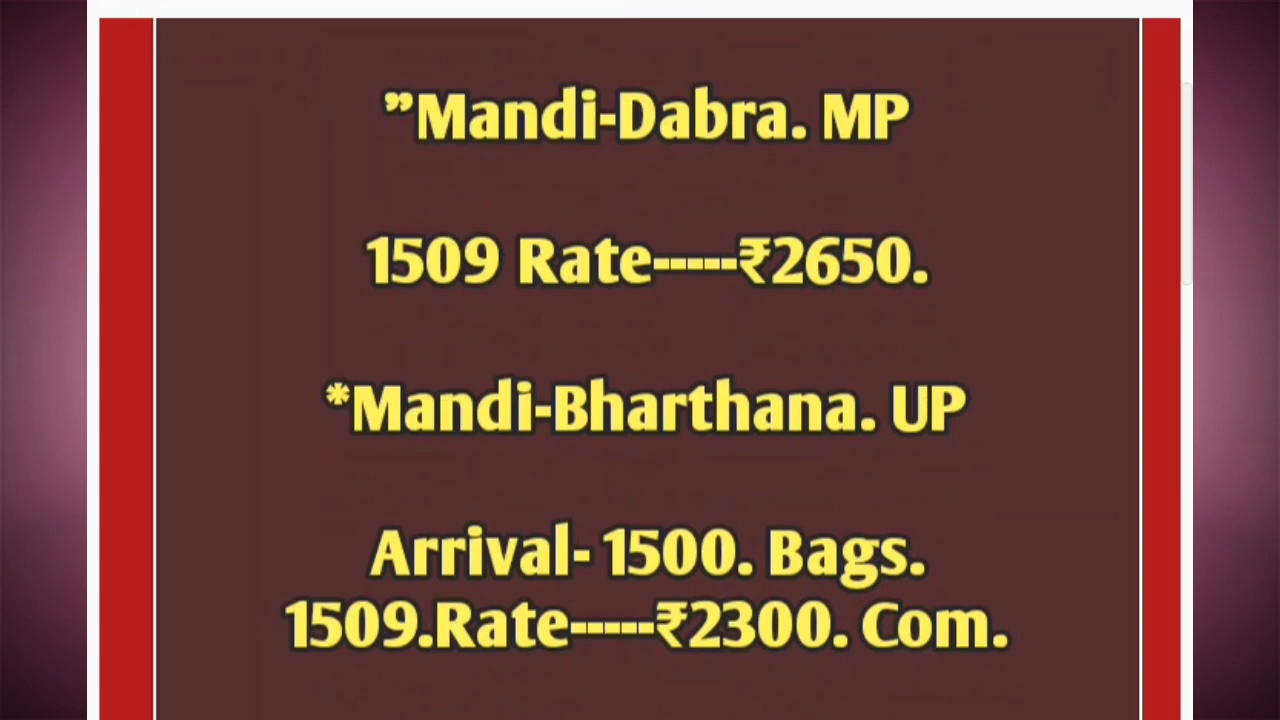 ”Mandi-Dabra. MP
1509 Rate-----₹2650.
*Mandi-Bharthana. UP
Arrival- 1500. Bags.
1509.Rate-----₹2300. Com.